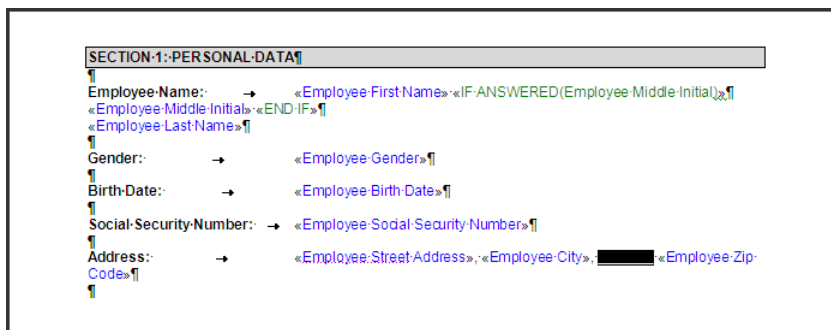 SECTION·1:·PERSONAL·DATA¶
¶
Employee·Name:· → «Employee·First·Name»·«IF·ANSWERED(Employee·Middle·Initial)»¶
«Employee·Middle·Initial»·«END·IF»¶
«Employee·Last·Name»¶
¶
Gender:· → «Employee·Gender»¶
¶
Birth·Date:· → «Employee·Birth·Date»¶
¶
Social·Security·Number:· → «Employee·Social·Security·Number»¶
¶
Address:· → «Employee·Street·Address»,·«Employee·City»,· ·«Employee·Zip·
Code»¶
¶